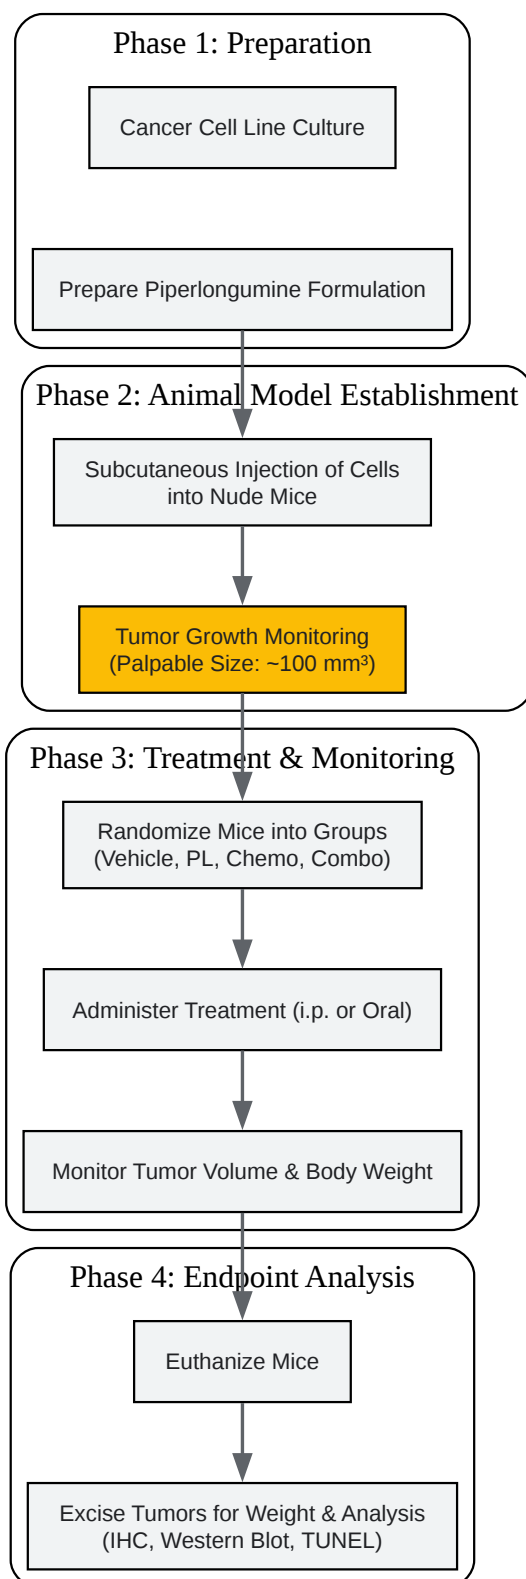 Phase 1: Preparation
Cancer Cell Line Culture
Prepare Piperlongumine Formulation
Phase 2: Animal Model Establishment
Subcutaneous Injection of Cells
into Nude Mice
Tumor Growth Monitoring
(Palpable Size: ~100 mm³)
Phase 3: Treatment & Monitoring
Randomize Mice into Groups
(Vehicle, PL, Chemo, Combo)
Administer Treatment (i.p. or Oral)
Monitor Tumor Volume & Body Weight
Phase 4: Endpoint Analysis
Euthanize Mice
Excise Tumors for Weight & Analysis
(IHC, Western Blot, TUNEL)